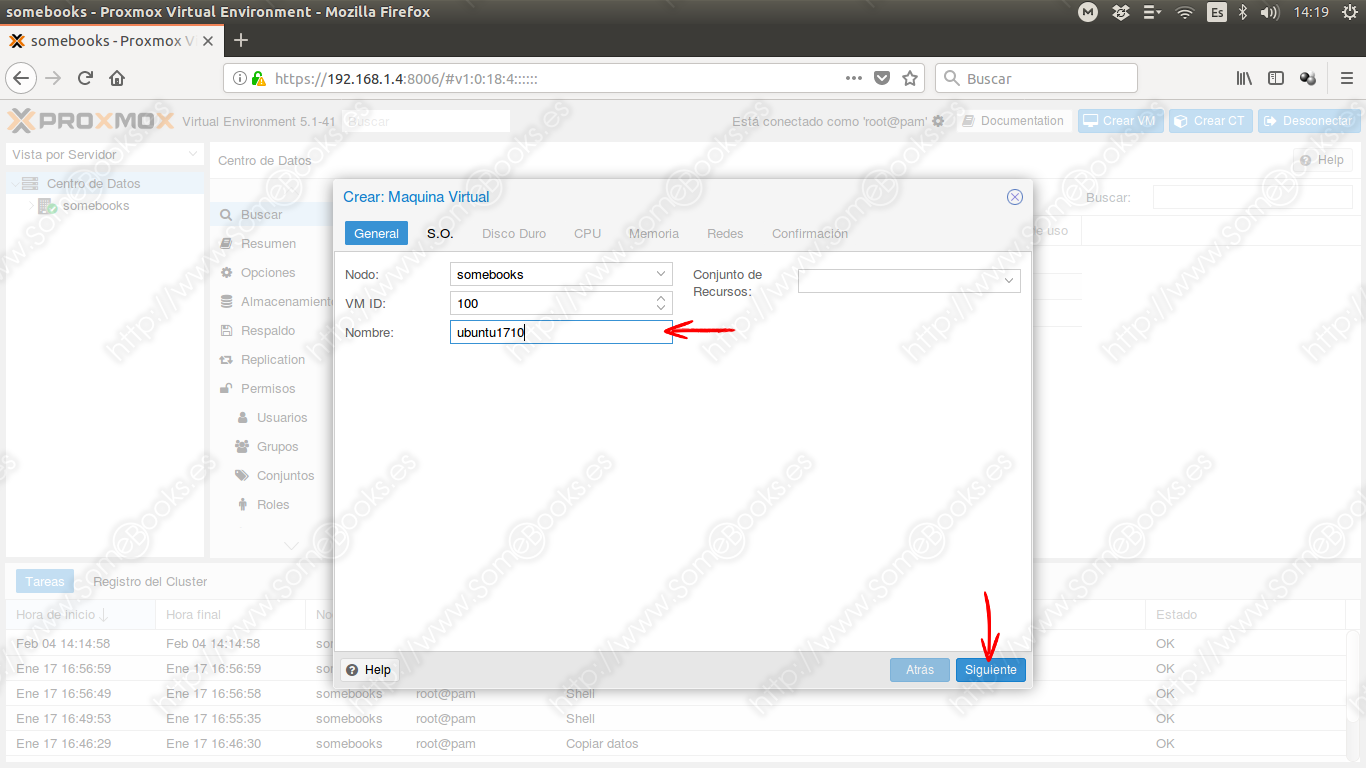 somebooks - Proxmox Virtual Environment - Mozilla Firefox
Es
14:19
somebooks - Proxmox V
https://192.168.1.4:8006/#v1:0:18:4::::::
Buscar
PROXMOX Virtual Environment 5.1-41 Buscar
Está conectado como 'root@pam' Documentation Crear VM Crear CT Desconectar
Vista por Servidor
Centro de Datos
somebooks
Centro de Datos
Help
Buscar:
Buscar
Resumen
Opciones
Almacenamiento
Respaldo
Replication
Permisos
Usuarios
Grupos
Conjuntos
Roles
de uso
Crear: Maquina Virtual
General S.O. Disco Duro CPU Memoria Redes Confirmación
Nodo: somebooks
VM ID: 100
Nombre: ubuntu1710
Conjunto de
Recursos:
Help
Atrás Siguiente
Tareas Registro del Cluster
Hora de Inicio Hora final No Estado
Feb 04 14:14:58 Feb 04 14:14:58 so OK
Ene 17 16:56:59 Ene 17 16:56:59 so OK
Ene 17 16:56:49 Ene 17 16:56:58 somebooks root@pam Shell OK
Ene 17 16:49:53 Ene 17 16:55:35 somebooks root@pam Shell OK
Ene 17 16:46:29 Ene 17 16:46:30 somebooks root@pam Copiar datos OK
http://www.SomeBooks.es